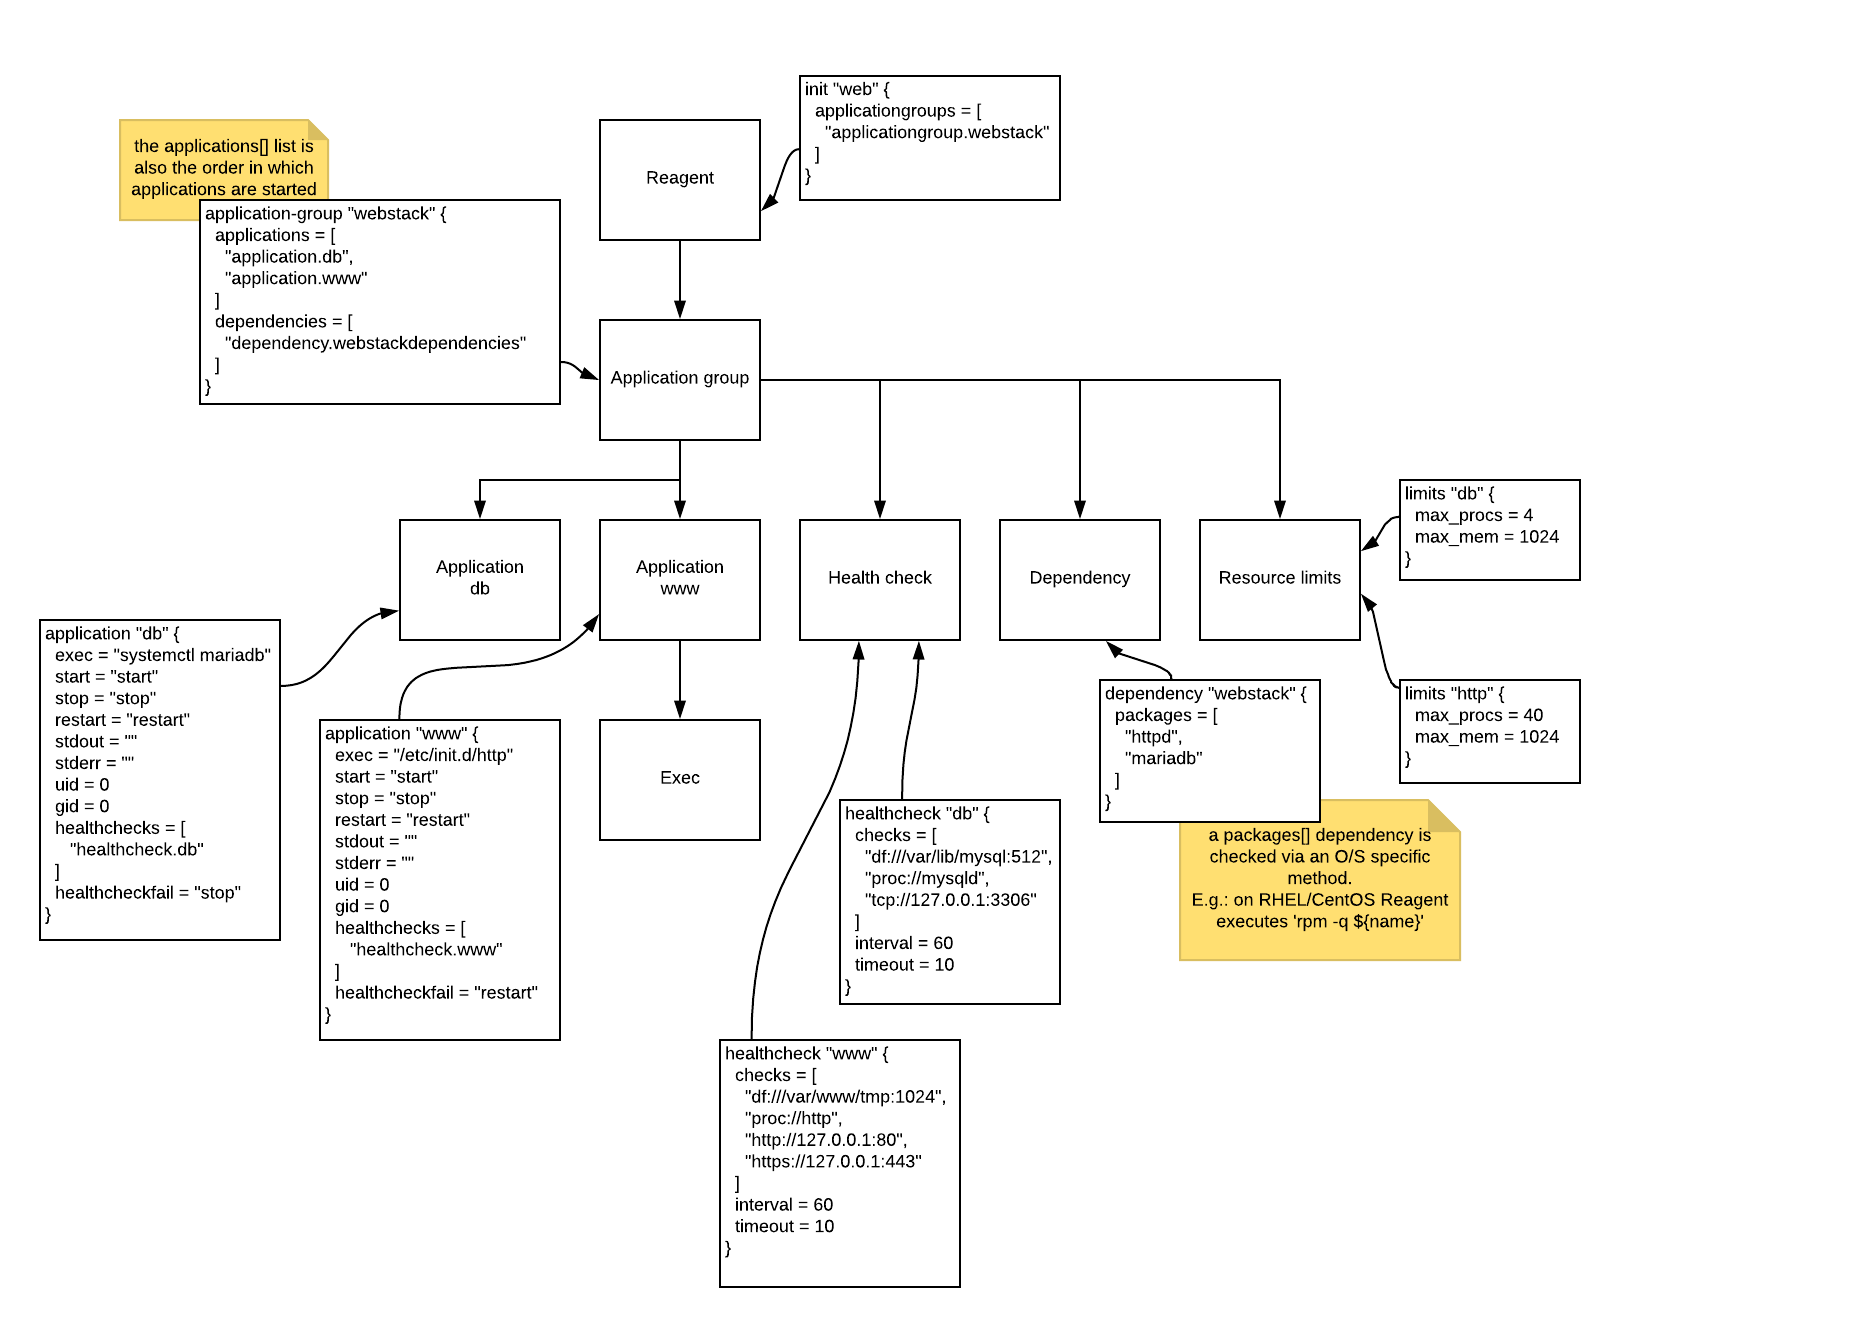 init "web" {
applicationgroups = [
"applicationgroup.webstack"
]
}
the applications[] list is
also the order in which
applications are started
Reagent
application-group "webstack" {
applications = [
"application.db",
"application.www"
]
dependencies = [
"dependency.webstackdependencies"
]
}
Application group
limits "db" {
max_procs = 4
max_mem = 1024
}
Application
db
Application
www
Health check
Dependency
Resource limits
application "db" {
exec = "systemctl mariadb"
start = "start"
stop = "stop"
restart = "restart"
stdout = ""
stderr = ""
uid = 0
gid = 0
healthchecks = [
"healthcheck.db"
]
healthcheckfail = "stop"
}
application "www" {
exec = "/etc/init.d/http"
start = "start"
stop = "stop"
restart = "restart"
stdout = ""
stderr = ""
uid = 0
gid = 0
healthchecks = [
"healthcheck.www"
]
healthcheckfail = "restart"
}
Exec
dependency "webstack" {
packages = [
"httpd",
"mariadb"
]
}
limits "http" {
max_procs = 40
max_mem = 1024
}
healthcheck "db" {
checks = [
"df:///var/lib/mysql:512",
"proc://mysqld",
"tcp://127.0.0.1:3306"
]
interval = 60
timeout = 10
}
a packages[] dependency is
checked via an O/S specific
method.
E.g.: on RHEL/CentOS Reagent
executes 'rpm -q ${name}'
healthcheck "www" {
checks = [
"df:///var/www/tmp:1024",
"proc://http",
"http://127.0.0.1:80",
"https://127.0.0.1:443"
]
interval = 60
timeout = 10
}